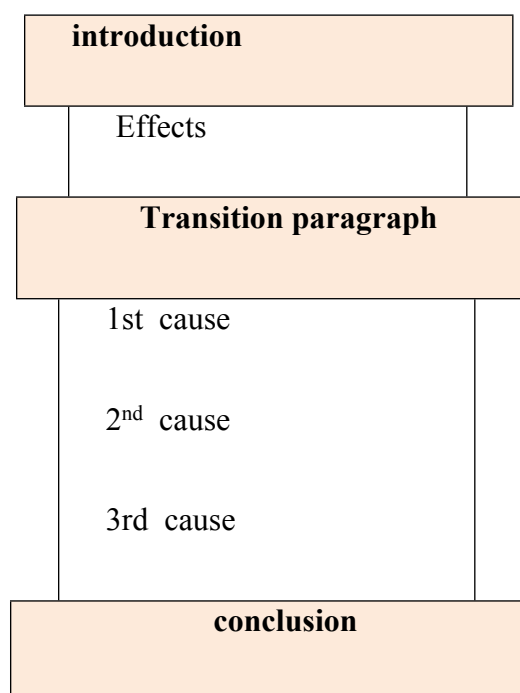 introduction
Effects
Transition paragraph
1st cause
2nd cause
3rd cause
conclusion